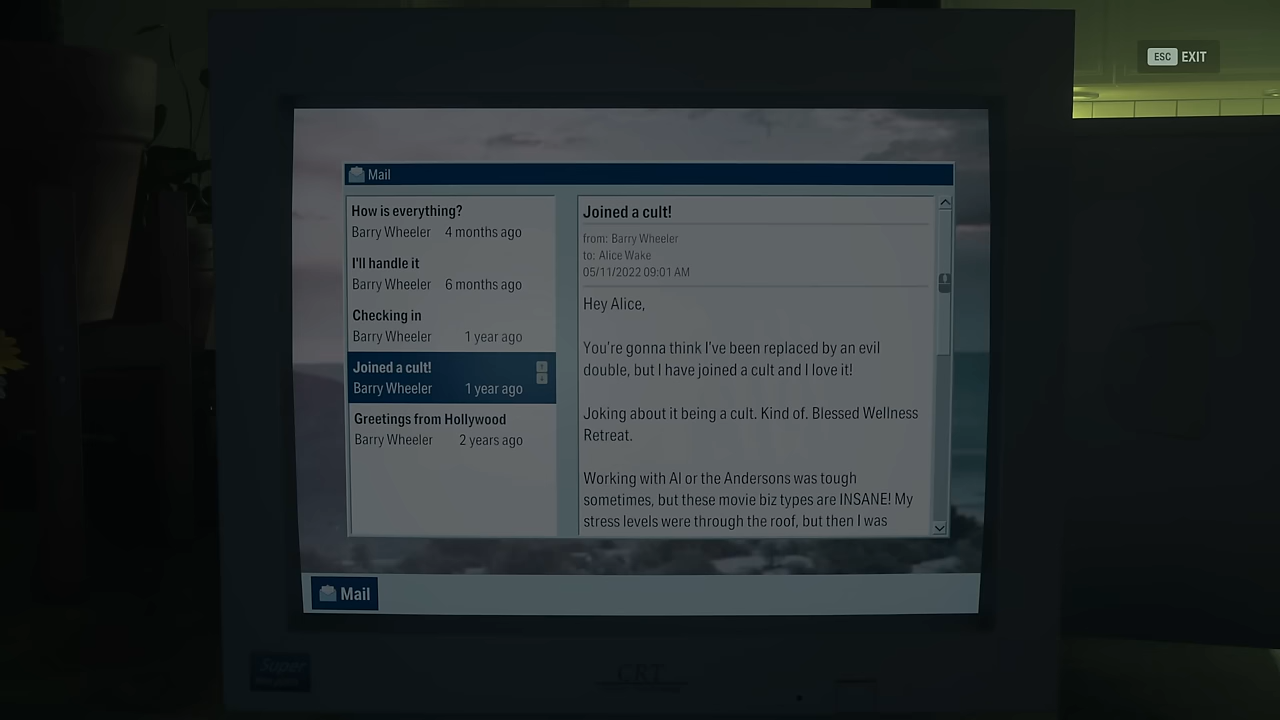 ESC EXIT
Mail
How is everything?
Barry Wheeler 4 months ago
I'll handle it
Barry Wheeler 6 months ago
Checking in
Barry Wheeler 1 year ago
Joined a cult!
Barry Wheeler 1 year ago
Greetings from Hollywood
Barry Wheeler 2 years ago
Joined a cult!
from: Barry Wheeler
to: Alice Wake
05/11/2022 09:01 AM
Hey Alice,
You're gonna think I've been replaced by an evil
double, but I have joined a cult and I love it!
Joking about it being a cult. Kind of. Blessed Wellness
Retreat.
Working with Al or the Andersons was tough
sometimes, but these movie biz types are INSANE! My
stress levels were through the roof, but then I was
Mail
Super
CRT